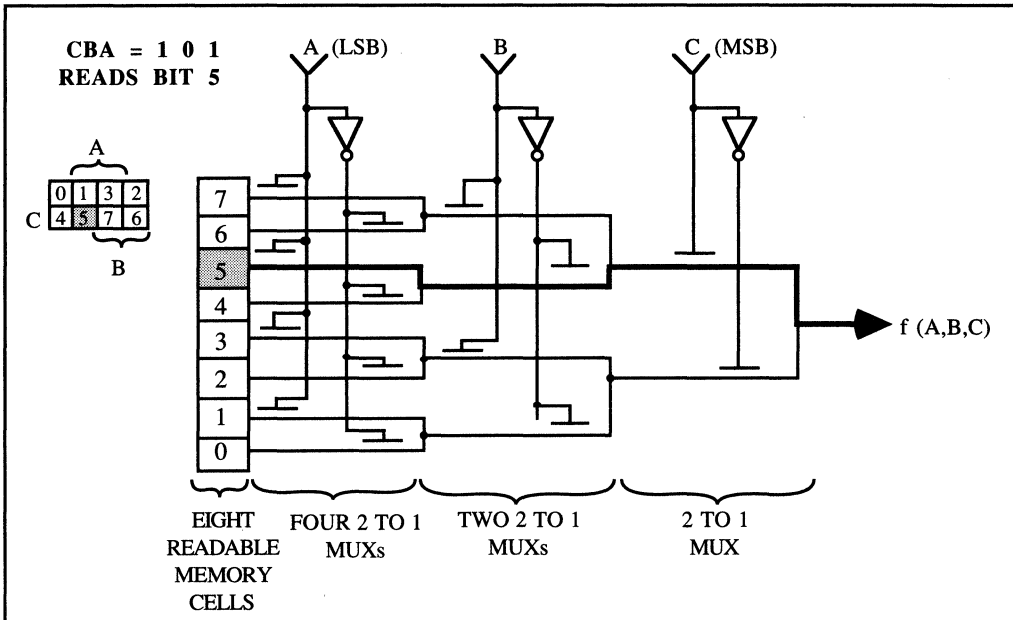 CBA = 1 0 1
READS BIT 5
A (LSB)
B
C (MSB)
A
0 1 3 2
C 4 5 7 6
B
7
6
5
4
3
2
1
0
f (A,B,C)
EIGHT
READABLE
MEMORY
CELLS
FOUR 2 TO 1
MUXs
TWO 2 TO 1
MUXs
2 TO 1
MUX